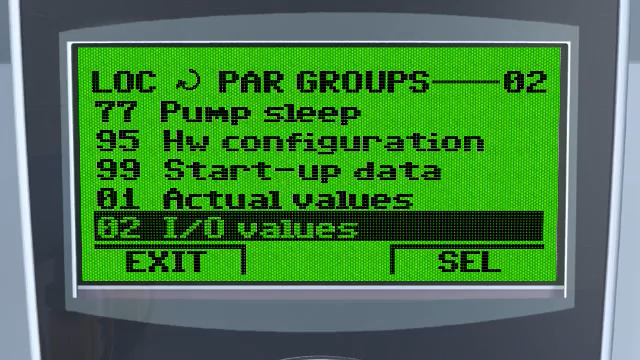 LOC PAR GROUPS——02
77 Pump sleep
95 Hw configuration
99 Start-up data
01 Actual values
02 I/O values
EXIT SEL